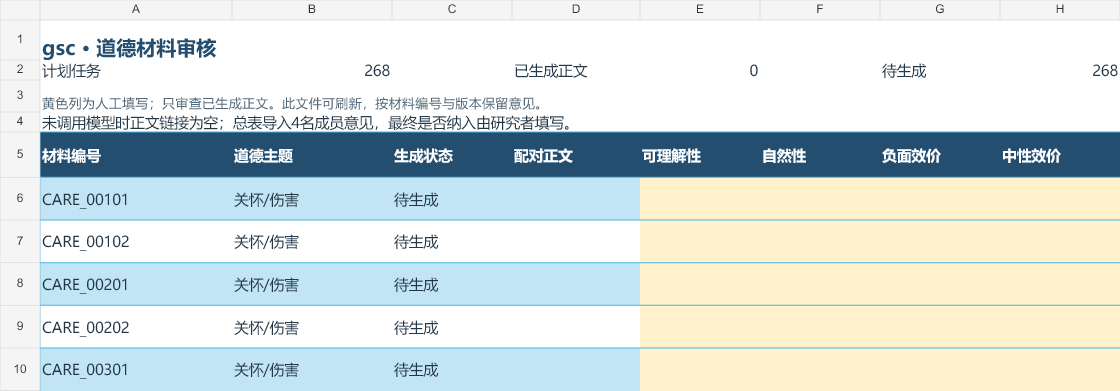 A B C D E F G H
1 gsc • 道德材料审核
2 计划任务 268 已生成正文 0 待生成 268
3 黄色列为人工填写；只审查已生成正文。此文件可刷新，按材料编号与版本保留意见。
4 未调用模型时正文链接为空；总表导入4名成员意见，最终是否纳入由研究者填写。
5 材料编号 道德主题 生成状态 配对正文 可理解性 自然性 负面效价 中性效价
6 CARE_00101 关怀/伤害 待生成
7 CARE_00102 关怀/伤害 待生成
8 CARE_00201 关怀/伤害 待生成
9 CARE_00202 关怀/伤害 待生成
10 CARE_00301 关怀/伤害 待生成